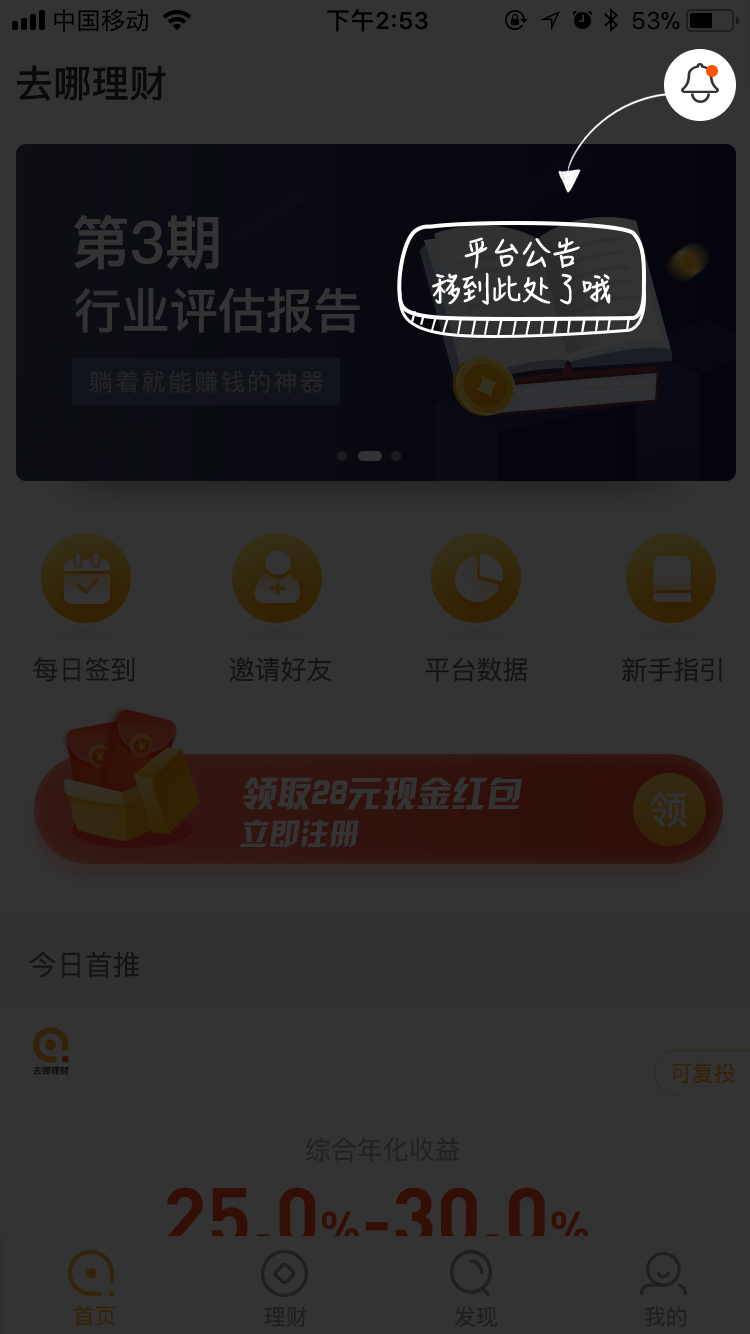 中国移动
下午2:53
53%
去哪理财
第3期
行业评估报告
躺着就能赚钱的神器
平台公告
移到此处了哦
每日签到
邀请好友
平台数据
新手指引
领取28元现金红包
立即注册
领
今日首推
去哪理财
可复投
综合年化收益
25.0%-30.0%
首页
理财
发现
我的